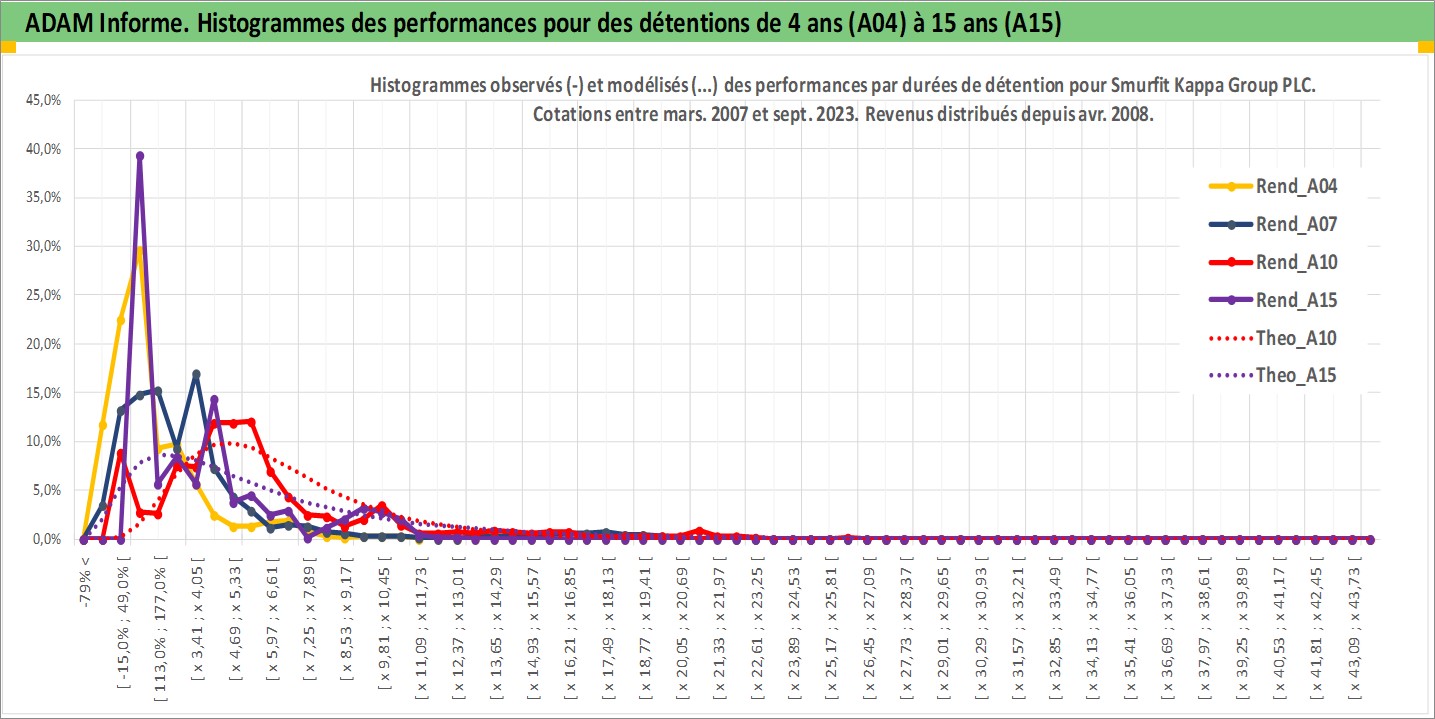 ADAM Informe. Histogrammes des performances pour des détentions de 4 ans (A04) à 15 ans (A15)
Histogrammes observés (-) et modélisés (...) des performances par durées de détention pour Smurfit Kappa Group PLC.
Cotations entre mars. 2007 et sept. 2023. Revenus distribués depuis avr. 2008.
45,0%
40,0%
35,0%
30,0%
25,0%
20,0%
15,0%
10,0%
5,0%
0,0%
Rend_A04
Rend_A07
Rend_A10
Rend_A15
Theo_A10
Theo_A15
-79% <
[ -15,0% ; 49,0% [
[ 113,0% ; 177,0% [
[ x 3,41 ; x 4,05 [
[ x 4,69 ; x 5,33 [
[ x 5,97 ; x 6,61 [
[ x 7,25 ; x 7,89 [
[ x 8,53 ; x 9,17 [
[ x 9,81 ; x 10,45 [
[ x 11,09 ; x 11,73 [
[ x 12,37 ; x 13,01 [
[ x 13,65 ; x 14,29 [
[ x 14,93 ; x 15,57 [
[ x 16,21 ; x 16,85 [
[ x 17,49 ; x 18,13 [
[ x 18,77 ; x 19,41 [
[ x 20,05 ; x 20,69 [
[ x 21,33 ; x 21,97 [
[ x 22,61 ; x 23,25 [
[ x 23,89 ; x 24,53 [
[ x 25,17 ; x 25,81 [
[ x 26,45 ; x 27,09 [
[ x 27,73 ; x 28,37 [
[ x 29,01 ; x 29,65 [
[ x 30,29 ; x 30,93 [
[ x 31,57 ; x 32,21 [
[ x 32,85 ; x 33,49 [
[ x 34,13 ; x 34,77 [
[ x 35,41 ; x 36,05 [
[ x 36,69 ; x 37,33 [
[ x 37,97 ; x 38,61 [
[ x 39,25 ; x 39,89 [
[ x 40,53 ; x 41,17 [
[ x 41,81 ; x 42,45 [
[ x 43,09 ; x 43,73 [